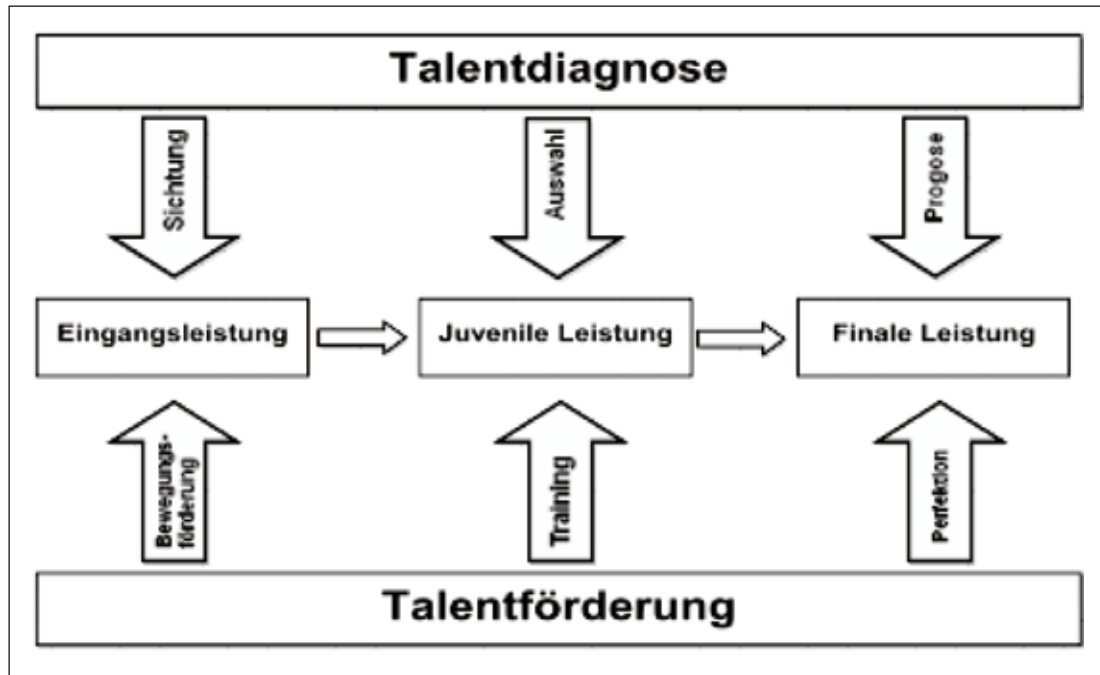 Talentdiagnose
Sichtung
Auswahl
Progose
Eingangsleistung
Juvenile Leistung
Finale Leistung
Bewegungs-
förderung
Training
Perfektion
Talentförderung